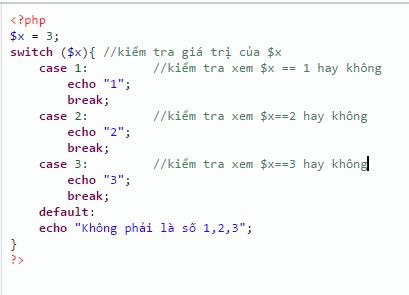 <?php
$x = 3;
switch ($x){ //kiểm tra giá trị của $x
    case 1:         //kiểm tra xem $x == 1 hay không
        echo "1";
        break;
    case 2:         //kiểm tra xem $x==2 hay không
        echo "2";
        break;
    case 3:         //kiểm tra xem $x==3 hay không
        echo "3";
        break;
    default:
    echo "Không phải là số 1,2,3";
}
?>